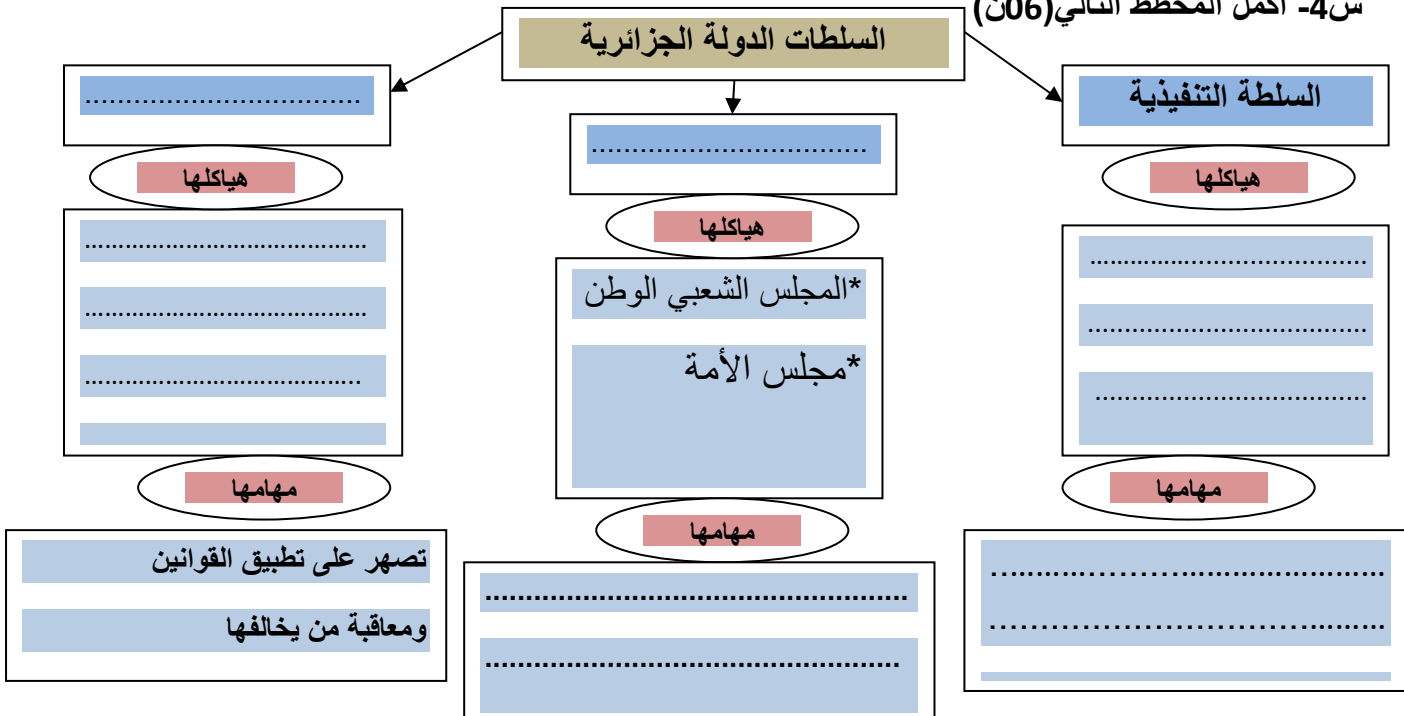 س4- أكمل المخطط التالي(06ن)
السلطات الدولة الجزائرية
السلطة التنفيذية
هياكلها
......................................
......................................
.....................................
مهامها
......................................
......................................
..................................
هياكلها
*المجلس الشعبي الوطن
*مجلس الأمة
مهامها
....................................................
...................................................
..................................
هياكلها
........................................
........................................
.......................................
مهامها
تصهر على تطبيق القوانين
ومعاقبة من يخالفها